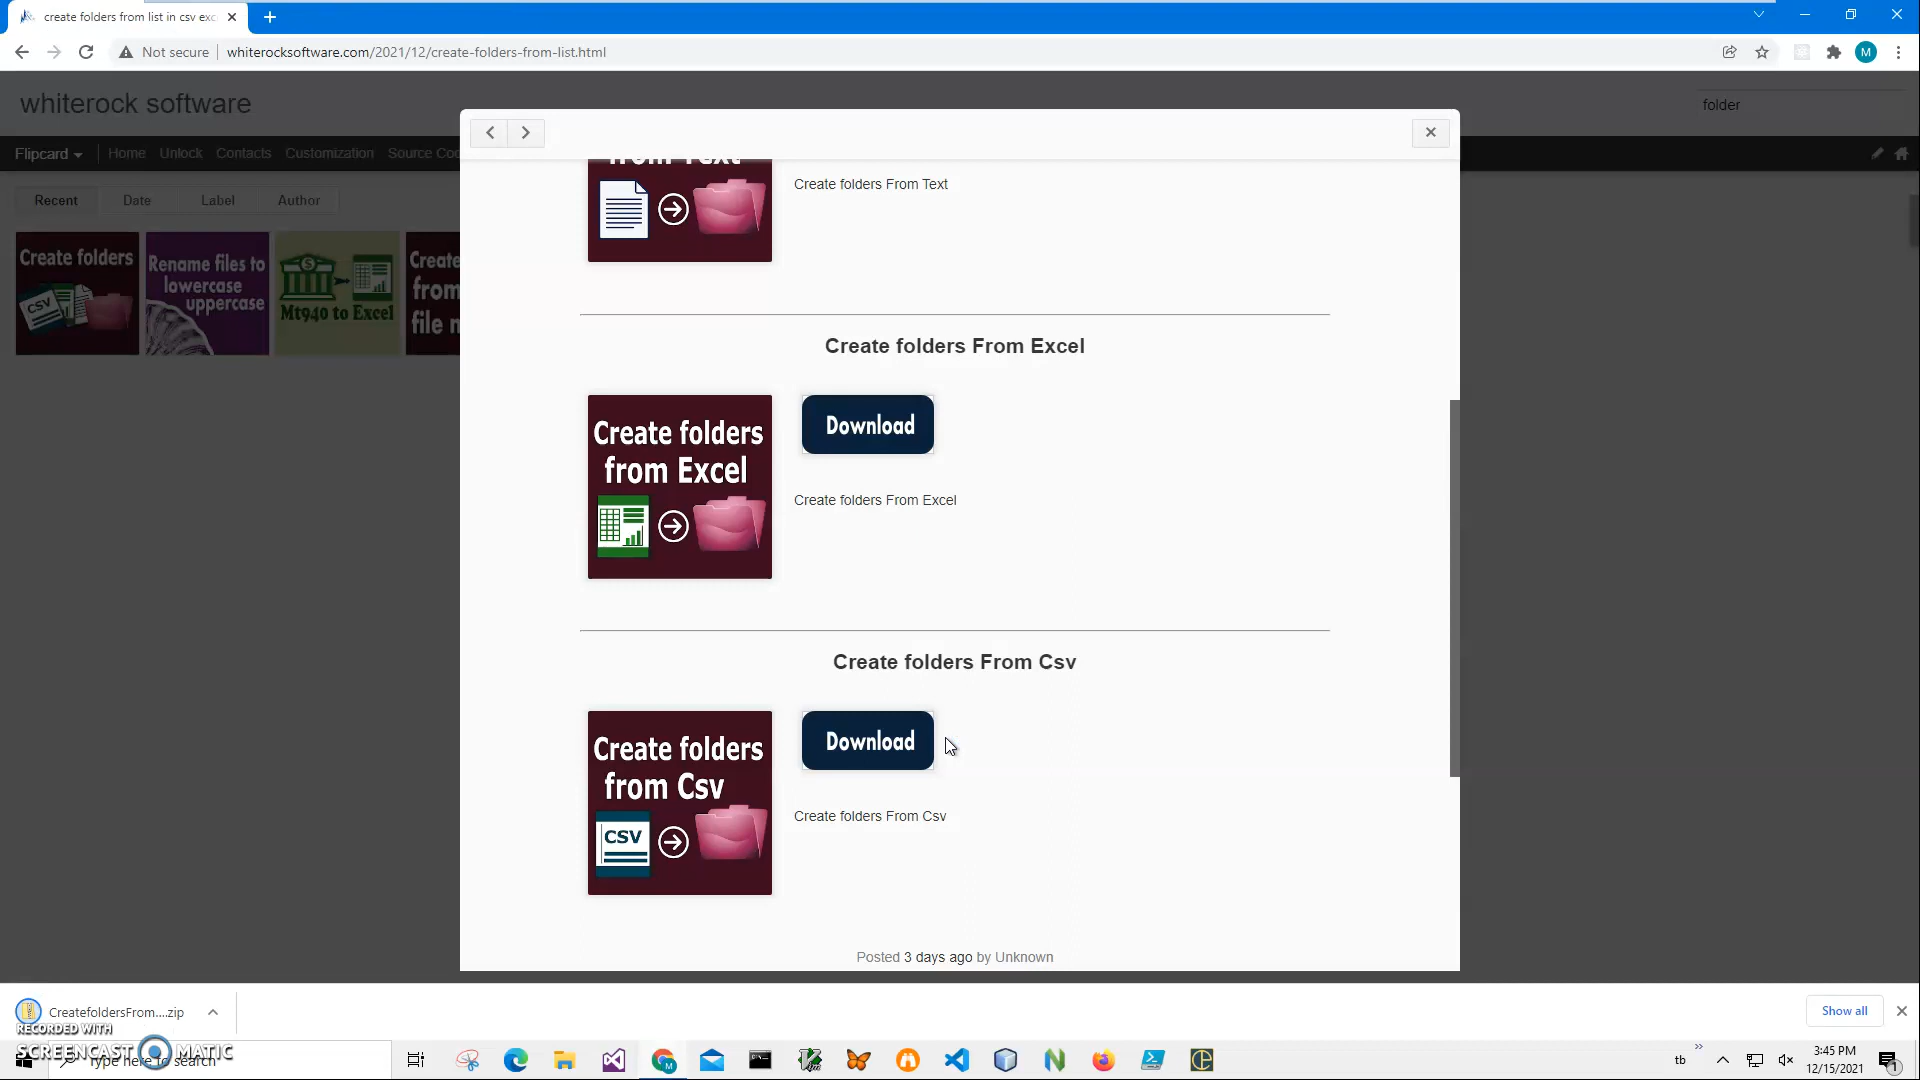 create folders from list in csv exc
Not secure
whiterocksoftware.com/2021/12/create-folders-from-list.html
M
whiterock software
folder
Flipcard
Home
Unlock
Contacts
Customization
Recent
Date
Label
Author
Create folders
CSV
Rename files to
lowercase
uppercase
Mt940 to Excel
from
Create folders From Text
Create folders From Excel
Create folders
from Excel
Download
Create folders From Excel
Create folders From Csv
Create folders
from Csv
CSV
Download
Create folders From Csv
Posted 3 days ago by Unknown
CreatefoldersFrom....zip
Show all
RECORDED WITH
SCREENCAST MATIC
Type here to search
tb
3:45 PM
12/15/2021
1